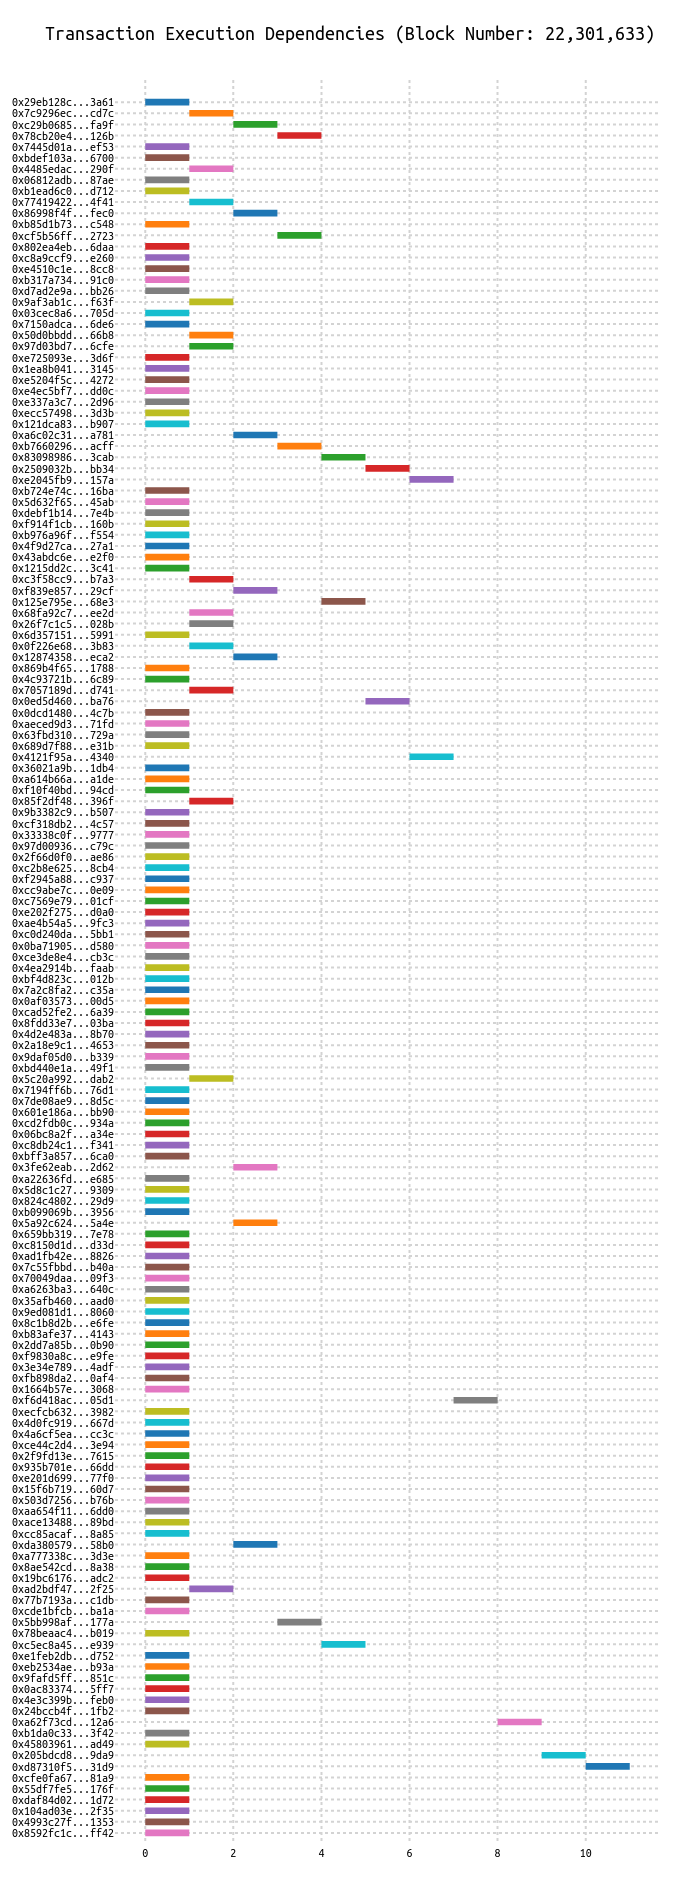 Transaction Execution Dependencies (Block Number: 22,301,633)
0x29eb128c...3a61
0x7c9296ec...cd7c
0xc29b0685...fa9f
0x78cb20e4...126b
0x7445d01a...ef53
0xbdef103a...6700
0x4485edac...290f
0x06812adb...87ae
0xb1ead6c0...d712
0x77419422...4f41
0x86998f4f...fec0
0xb85d1b73...c548
0xcf5b56ff...2723
0x802ea4eb...6daa
0xc8a9ccf9...e260
0xe4510c1e...8cc8
0xb317a734...91c0
0xd7ad2e9a...bb26
0x9af3ab1c...f63f
0x03cec8a6...705d
0x7150adca...6de6
0x50d0bbdd...66b8
0x97d03bd7...6cfe
0xe725093e...3d6f
0x1ea8b041...3145
0xe5204f5c...4272
0xe4ec5bf7...dd0c
0xe337a3c7...2d96
0xecc57498...3d3b
0x121dca83...b907
0xa6c02c31...a781
0xb7660296...acff
0x83098986...3cab
0x2509032b...bb34
0xe2045fb9...157a
0xb724e74c...16ba
0x5d632f65...45ab
0xdebf1b14...7e4b
0xf914f1cb...160b
0xb976a96f...f554
0x4f9d27ca...27a1
0x43abdc6e...e2f0
0x1215dd2c...3c41
0xc3f58cc9...b7a3
0xf839e857...29cf
0x125e795e...68e3
0x68fa92c7...ee2d
0x26f7c1c5...028b
0x6d357151...5991
0x0f226e68...3b83
0x12874358...eca2
0x869b4f65...1788
0x4c93721b...6c89
0x7057189d...d741
0x0ed5d460...ba76
0x0dcd1480...4c7b
0xaeced9d3...71fd
0x63fbd310...729a
0x689d7f88...e31b
0x4121f95a...4340
0x36021a9b...1db4
0xa614b66a...a1de
0xf10f40bd...94cd
0x85f2df48...396f
0x9b3382c9...b507
0xcf318db2...4c57
0x33338c0f...9777
0x97d00936...c79c
0x2f66d0f0...ae86
0xc2b8e625...8cb4
0xf2945a88...c937
0xcc9abe7c...0e09
0xc7569e79...01cf
0xe202f275...d0a0
0xae4b54a5...9fc3
0xc0d240da...5bb1
0x0ba71905...d580
0xce3de8e4...cb3c
0x4ea2914b...faab
0xbf4d823c...012b
0x7a2c8fa2...c35a
0x0af03573...00d5
0xcad52fe2...6a39
0x8fdd33e7...03ba
0x4d2e483a...8b70
0x2a18e9c1...4653
0x9daf05d0...b339
0xbd440e1a...49f1
0x5c20a992...dab2
0x7194ff6b...76d1
0x7de08ae9...8d5c
0x601e186a...bb90
0xcd2fdb0c...934a
0x06bc8a2f...a34e
0xc8db24c1...f341
0xbff3a857...6ca0
0x3fe62eab...2d62
0xa22636fd...e685
0x5d8c1c27...9309
0x824c4802...29d9
0xb099069b...3956
0x5a92c624...5a4e
0x659bb319...7e78
0xc8150d1d...d33d
0xad1fb42e...8826
0x7c55fbbd...b40a
0x70049daa...09f3
0xa6263ba3...640c
0x35afb460...aad0
0x9ed081d1...8060
0x8c1b8d2b...e6fe
0xb83afe37...4143
0x2dd7a85b...0b90
0xf9830a8c...e9fe
0x3e34e789...4adf
0xfb898da2...0af4
0x1664b57e...3068
0xf6d418ac...05d1
0xecfcb632...3982
0x4d0fc919...667d
0x4a6cf5ea...cc3c
0xce44c2d4...3e94
0x2f9fd13e...7615
0x935b701e...66dd
0xe201d699...77f0
0x15f6b719...60d7
0x503d7256...b76b
0xaa654f11...6dd0
0xace13488...89bd
0xcc85acaf...8a85
0xda380579...58b0
0xa777338c...3d3e
0x8ae542cd...8a38
0x19bc6176...adc2
0xad2bdf47...2f25
0x77b7193a...c1db
0xcde1bfcb...ba1a
0x5bb998af...177a
0x78beaac4...b019
0xc5ec8a45...e939
0xe1feb2db...d752
0xeb2534ae...b93a
0x9fafd5ff...851c
0x0ac83374...5ff7
0x4e3c399b...feb0
0x24bccb4f...1fb2
0xa62f73cd...12a6
0xb1da0c33...3f42
0x45803961...ad49
0x205bdcd8...9da9
0xd87310f5...31d9
0xcfe0fa67...81a9
0x55df7fe5...176f
0xdaf84d02...1d72
0x104ad03e...2f35
0x4993c27f...1353
0x8592fc1c...ff42
0 2 4 6 8 10